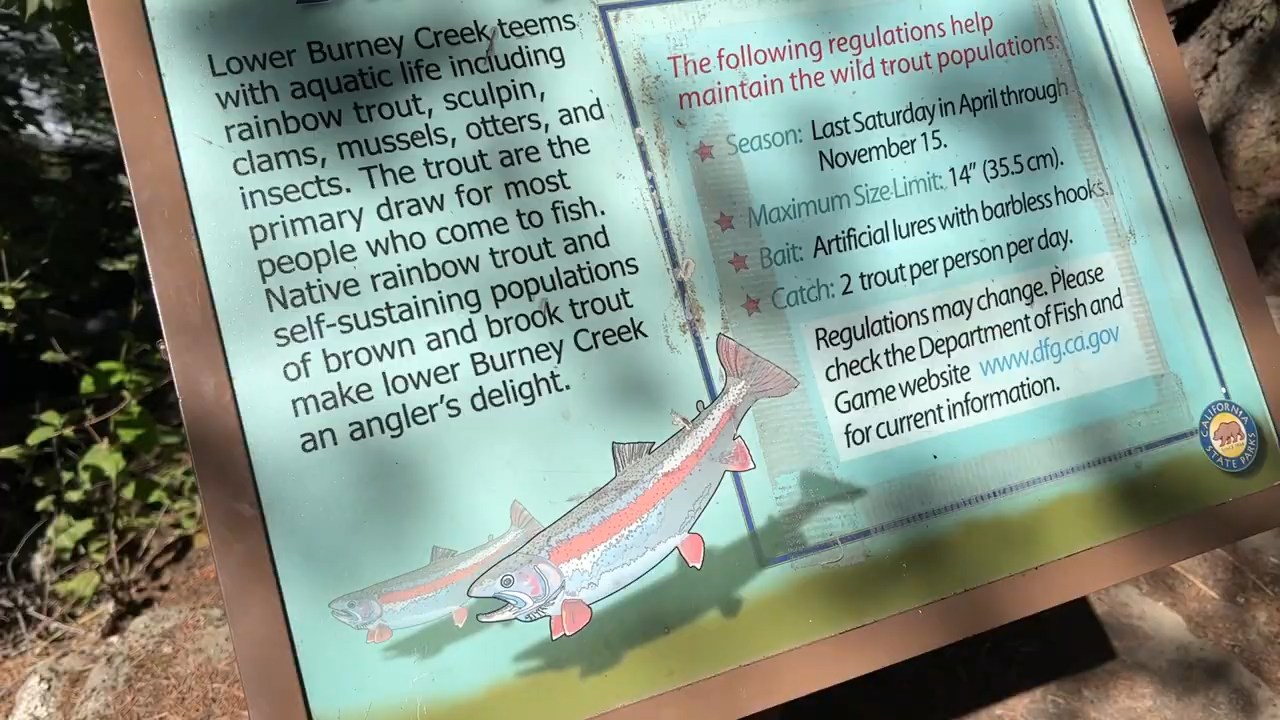 Lower Burney Creek teems
with aquatic life including
rainbow trout, sculpin,
clams, mussels, otters, and
insects. The trout are the
primary draw for most
people who come to fish.
Native rainbow trout and
self-sustaining populations
of brown and brook trout
make lower Burney Creek
an angler's delight.
The following regulations help
maintain the wild trout populations:
Season: Last Saturday in April through
November 15.
Maximum Size Limit: 14" (35.5 cm).
Bait: Artificial lures with barbless hooks.
Catch: 2 trout per person per day.
Regulations may change. Please
check the Department of Fish and
Game website www.dfg.ca.gov
for current information.
CALIFORNIA
STATE PARKS